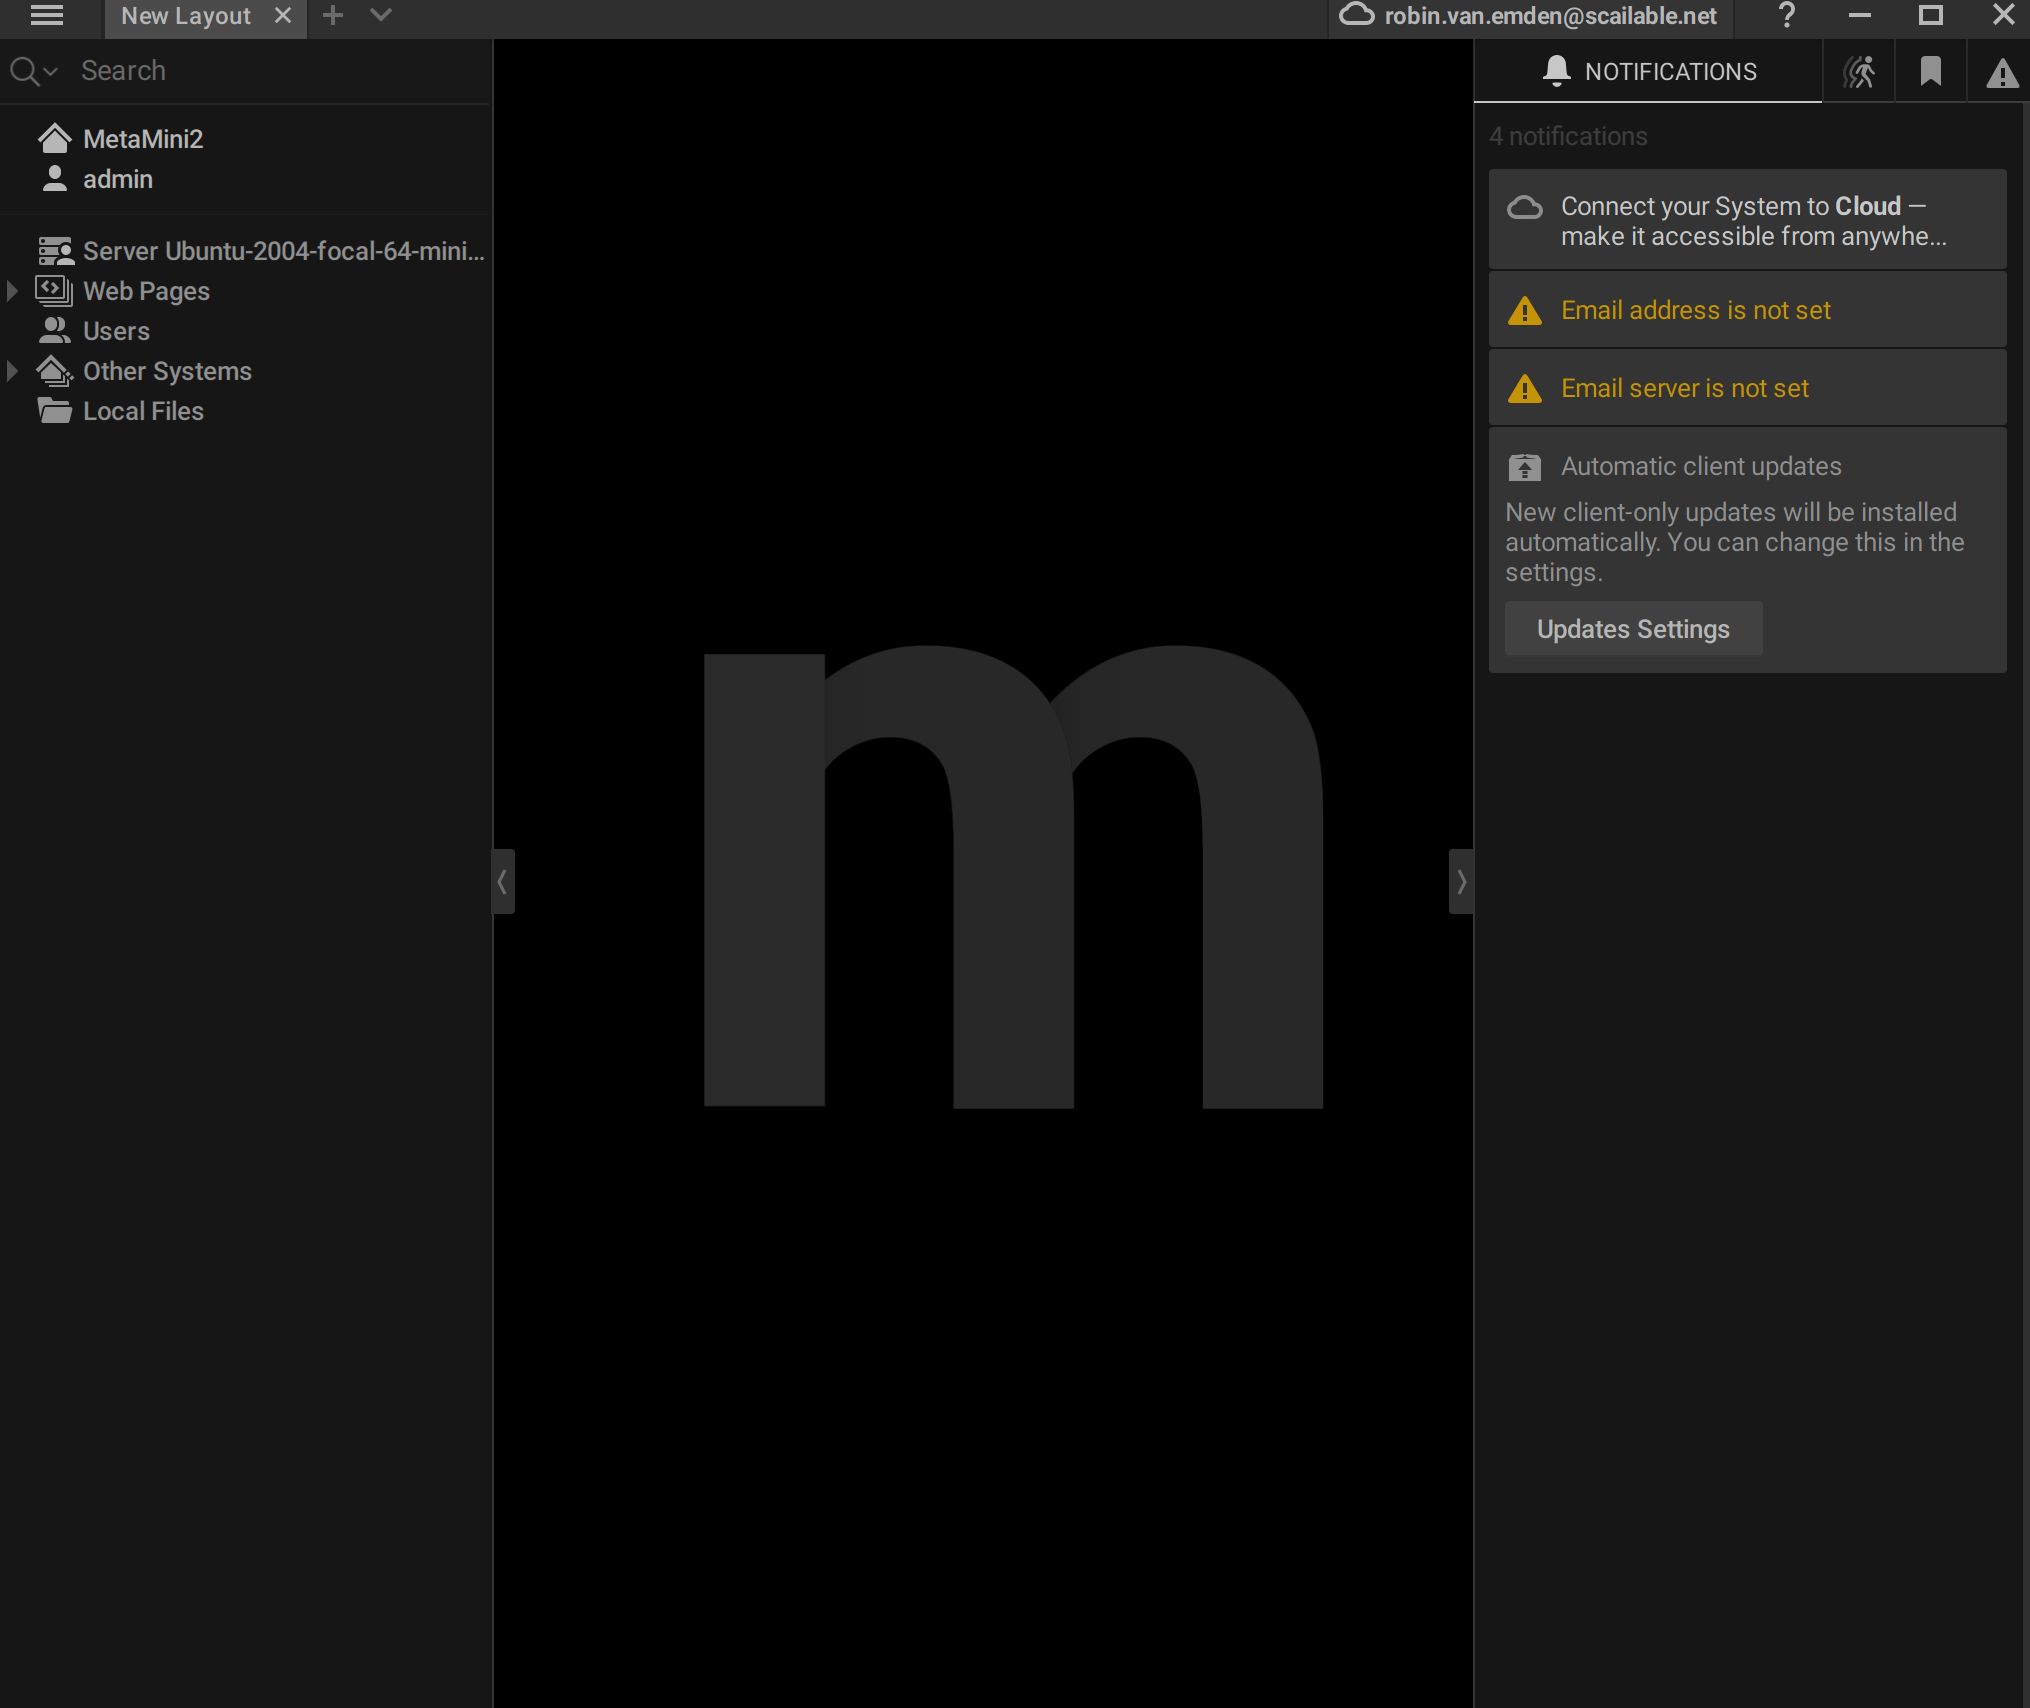 New Layout
robin.van.emden@scailable.net
?
Search
MetaMini2
admin
Server Ubuntu-2004-focal-64-mini...
Web Pages
Users
Other Systems
Local Files
m
NOTIFICATIONS
4 notifications
Connect your System to Cloud —
make it accessible from anywhe...
Email address is not set
Email server is not set
Automatic client updates
New client-only updates will be installed
automatically. You can change this in the
settings.
Updates Settings